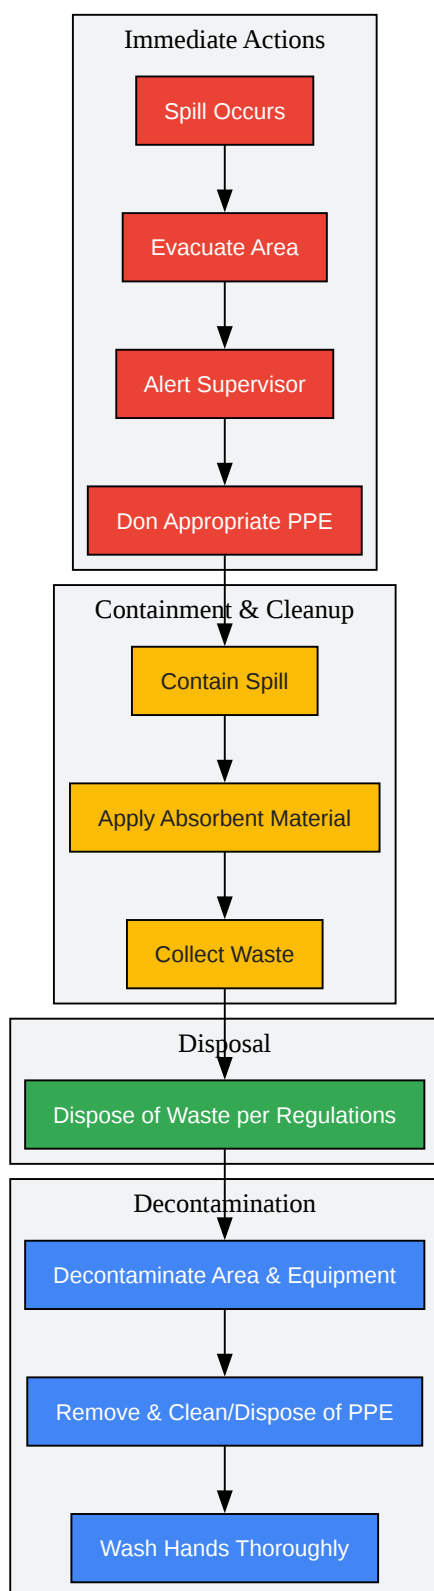 Immediate Actions
Spill Occurs
Evacuate Area
Alert Supervisor
Don Appropriate PPE
Containment & Cleanup
Contain Spill
Apply Absorbent Material
Collect Waste
Disposal
Dispose of Waste per Regulations
Decontamination
Decontaminate Area & Equipment
Remove & Clean/Dispose of PPE
Wash Hands Thoroughly